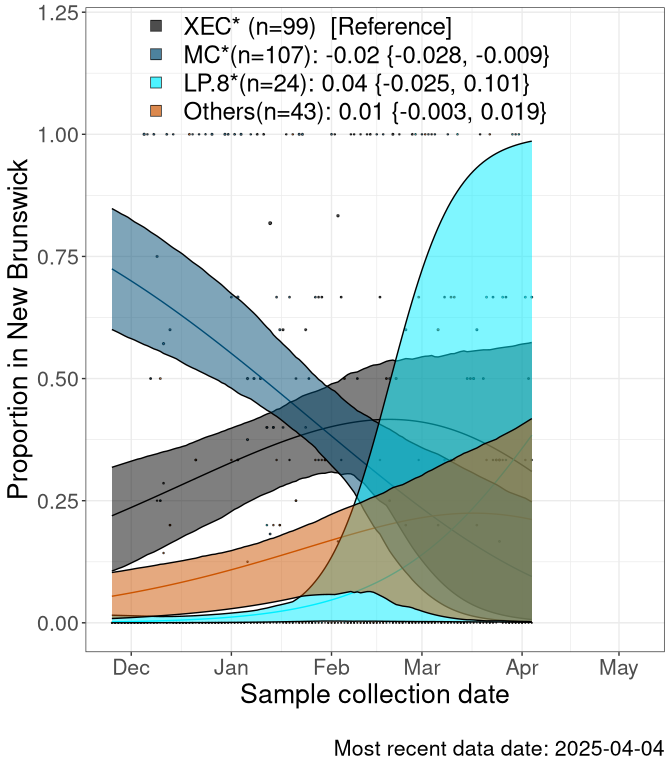 XEC* (n=99)  [Reference]
MC*(n=107): -0.02 {-0.028, -0.009}
LP.8*(n=24): 0.04 {-0.025, 0.101}
Others(n=43): 0.01 {-0.003, 0.019}
Proportion in New Brunswick
1.25
1.00
0.75
0.50
0.25
0.00
Dec Jan Feb Mar Apr May
Sample collection date
Most recent data date: 2025-04-04